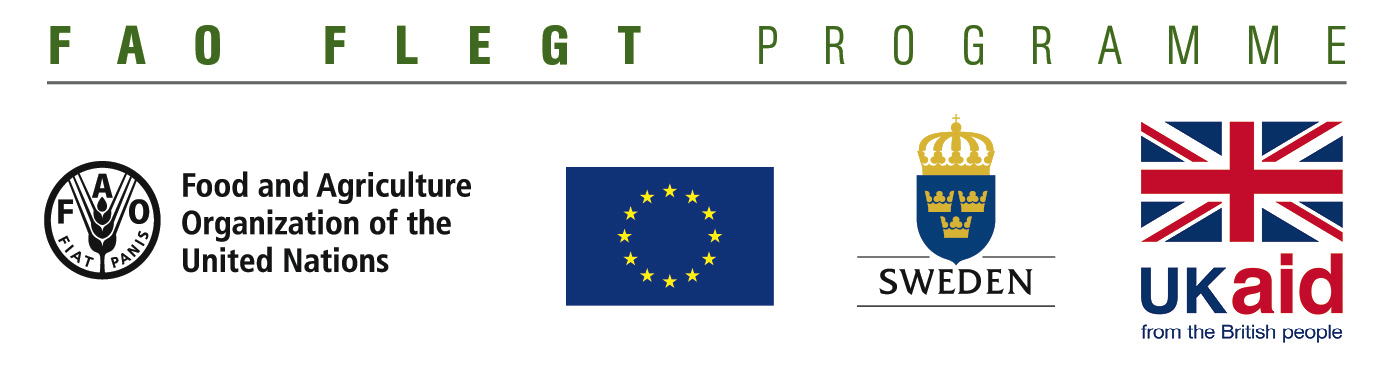 FAO FLEGT PROGRAMME
FAO
FIAT PANIS
Food and Agriculture
Organization of the
United Nations
SWEDEN
UKaid
from the British people